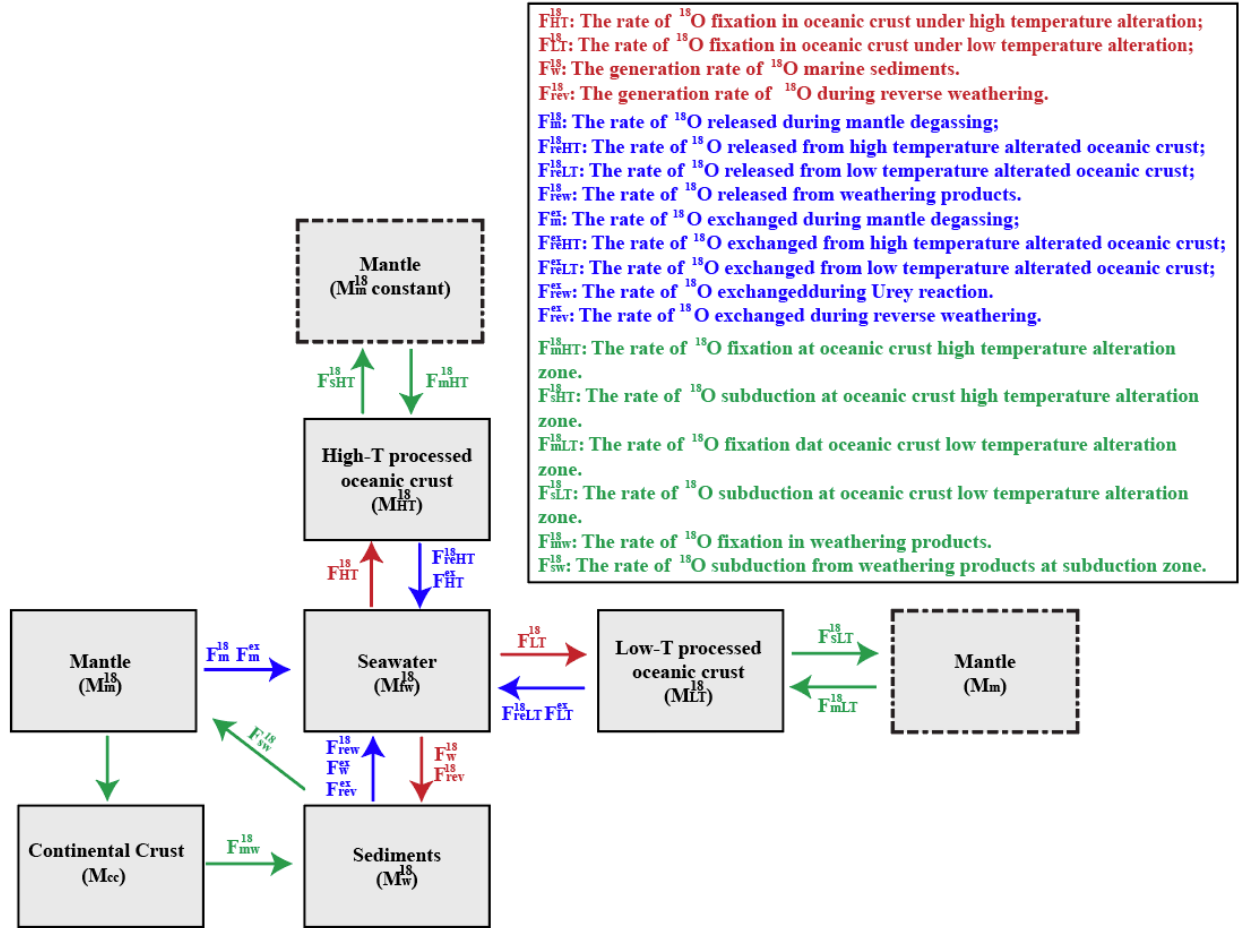 F18HT: The rate of 18O fixation in oceanic crust under high temperature alteration;
F18LT: The rate of 18O fixation in oceanic crust under low temperature alteration;
F18w: The generation rate of 18O marine sediments.
F18rev: The generation rate of 18O during reverse weathering.
F18m: The rate of 18O released during mantle degassing;
F18reHT: The rate of 18O released from high temperature altered oceanic crust;
F18reLT: The rate of 18O released from low temperature altered oceanic crust;
F18rew: The rate of 18O released from weathering products.
Fexm: The rate of 18O exchanged during mantle degassing;
FexreHT: The rate of 18O exchanged from high temperature alterated oceanic crust;
FexreLT: The rate of 18O exchanged from low temperature alterated oceanic crust;
Fexrew: The rate of 18O exchangedduring Urey reaction.
Fexrev: The rate of 18O exchanged during reverse weathering.
F18mHT: The rate of 18O fixation at oceanic crust high temperature alteration
zone.
F18sHT: The rate of 18O subduction at oceanic crust high temperature alteration
zone.
F18mLT: The rate of 18O fixation dat oceanic crust low temperature alteration
zone.
F18sLT: The rate of 18O subduction at oceanic crust low temperature alteration
zone.
F18mw: The rate of 18O fixation in weathering products.
F18sw: The rate of 18O subduction from weathering products at subduction zone.
Mantle
(M18m constant)
F18sHT
F18mHT
High-T processed
oceanic crust
(M18HT)
F18HT
F18reHT
FexHT
Mantle
(M18m)
F18m Fexm
Seawater
(M18fw)
F18LT
F18reLT FexLT
Low-T processed
oceanic crust
(M18LT)
F18sLT
F18mLT
Mantle
(Mm)
F18sw
F18rew
Fexw
Fexrev
F18w
F18rev
Continental Crust
(Mcc)
F18mw
Sediments
(M18w)